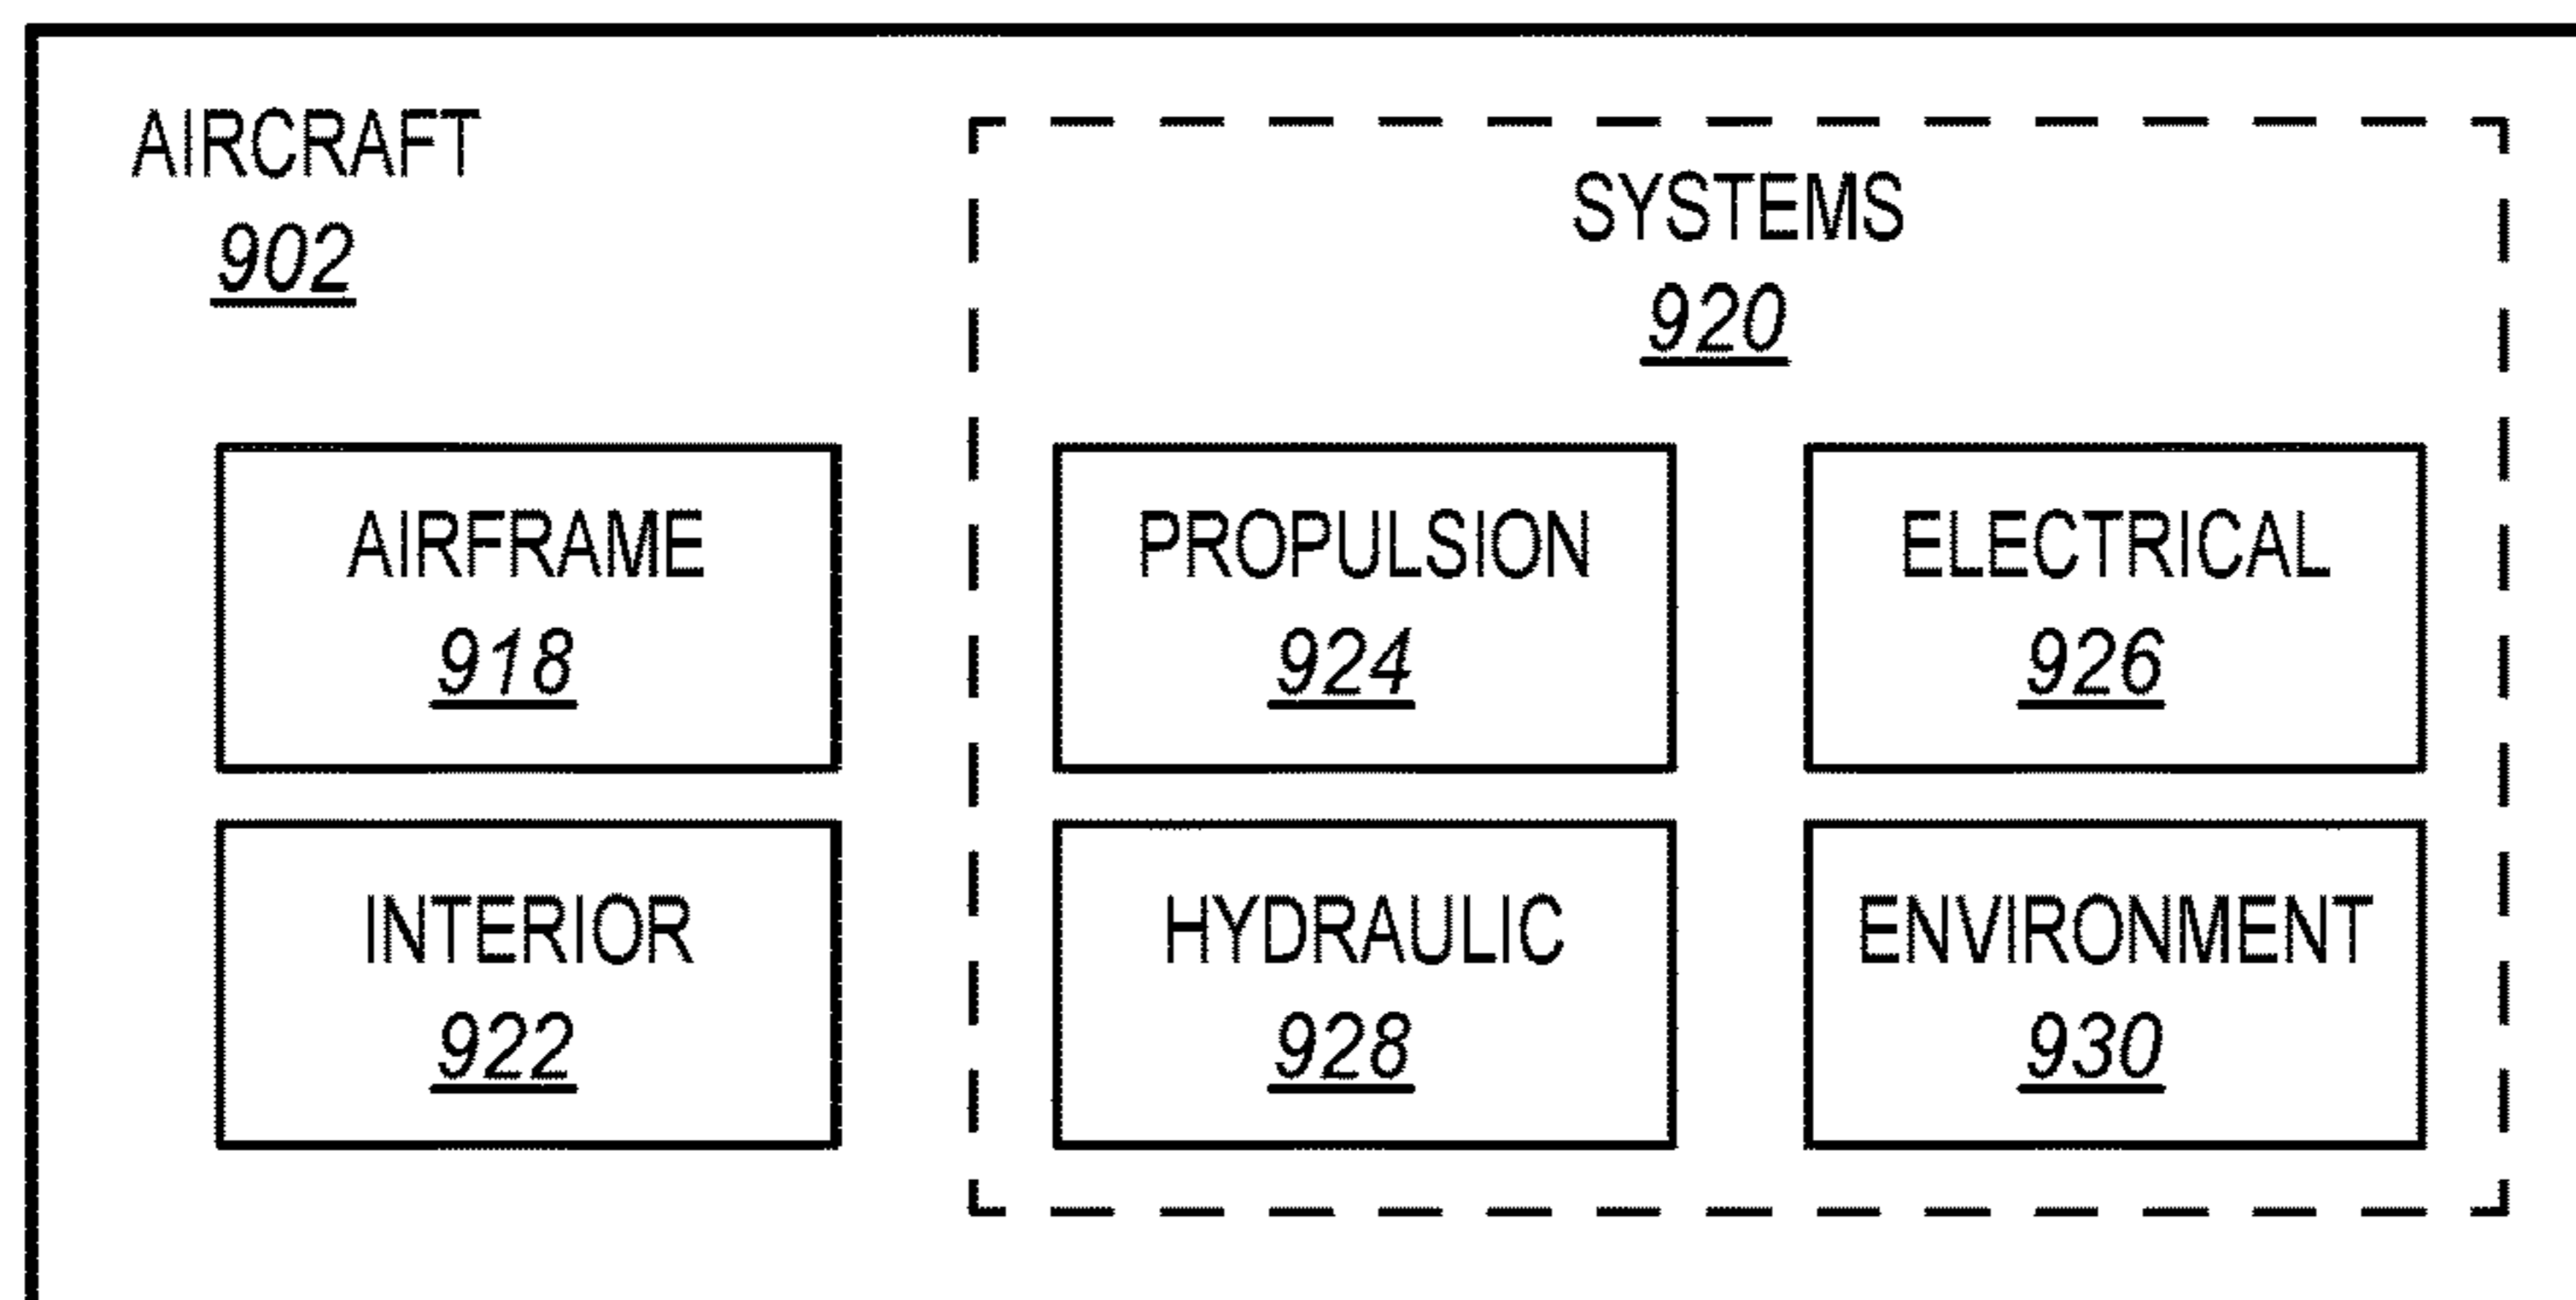 AIRCRAFT
902
SYSTEMS
920
AIRFRAME
918
PROPULSION
924
ELECTRICAL
926
INTERIOR
922
HYDRAULIC
928
ENVIRONMENT
930